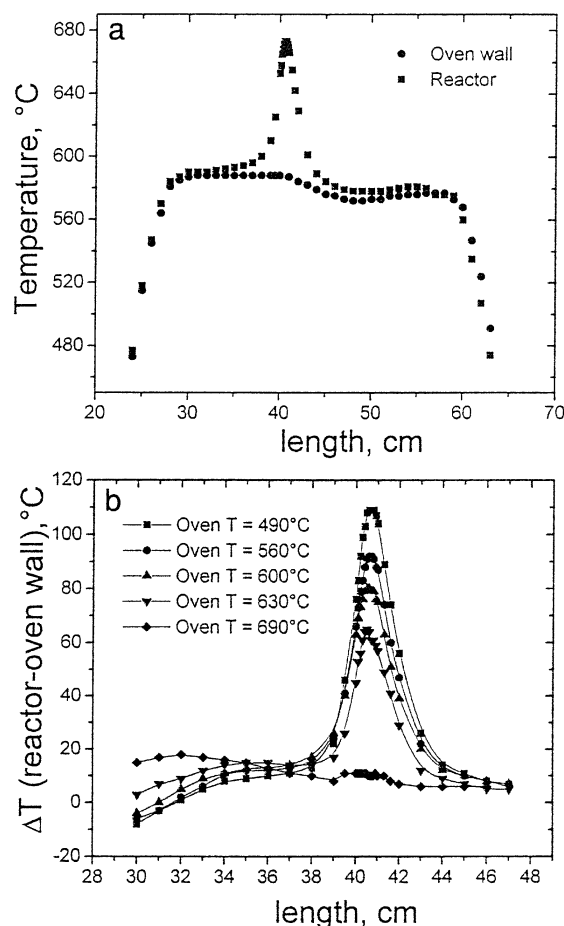 a
680
640
600
560
520
480
Temperature, °C
Oven wall
Reactor
20 30 40 50 60 70
length, cm
b
120
100
80
60
40
20
0
-20
ΔT (reactor-oven wall),°C
Oven T = 490°C
Oven T = 560°C
Oven T = 600°C
Oven T = 630°C
Oven T = 690°C
28 30 32 34 36 38 40 42 44 46 48
length, cm